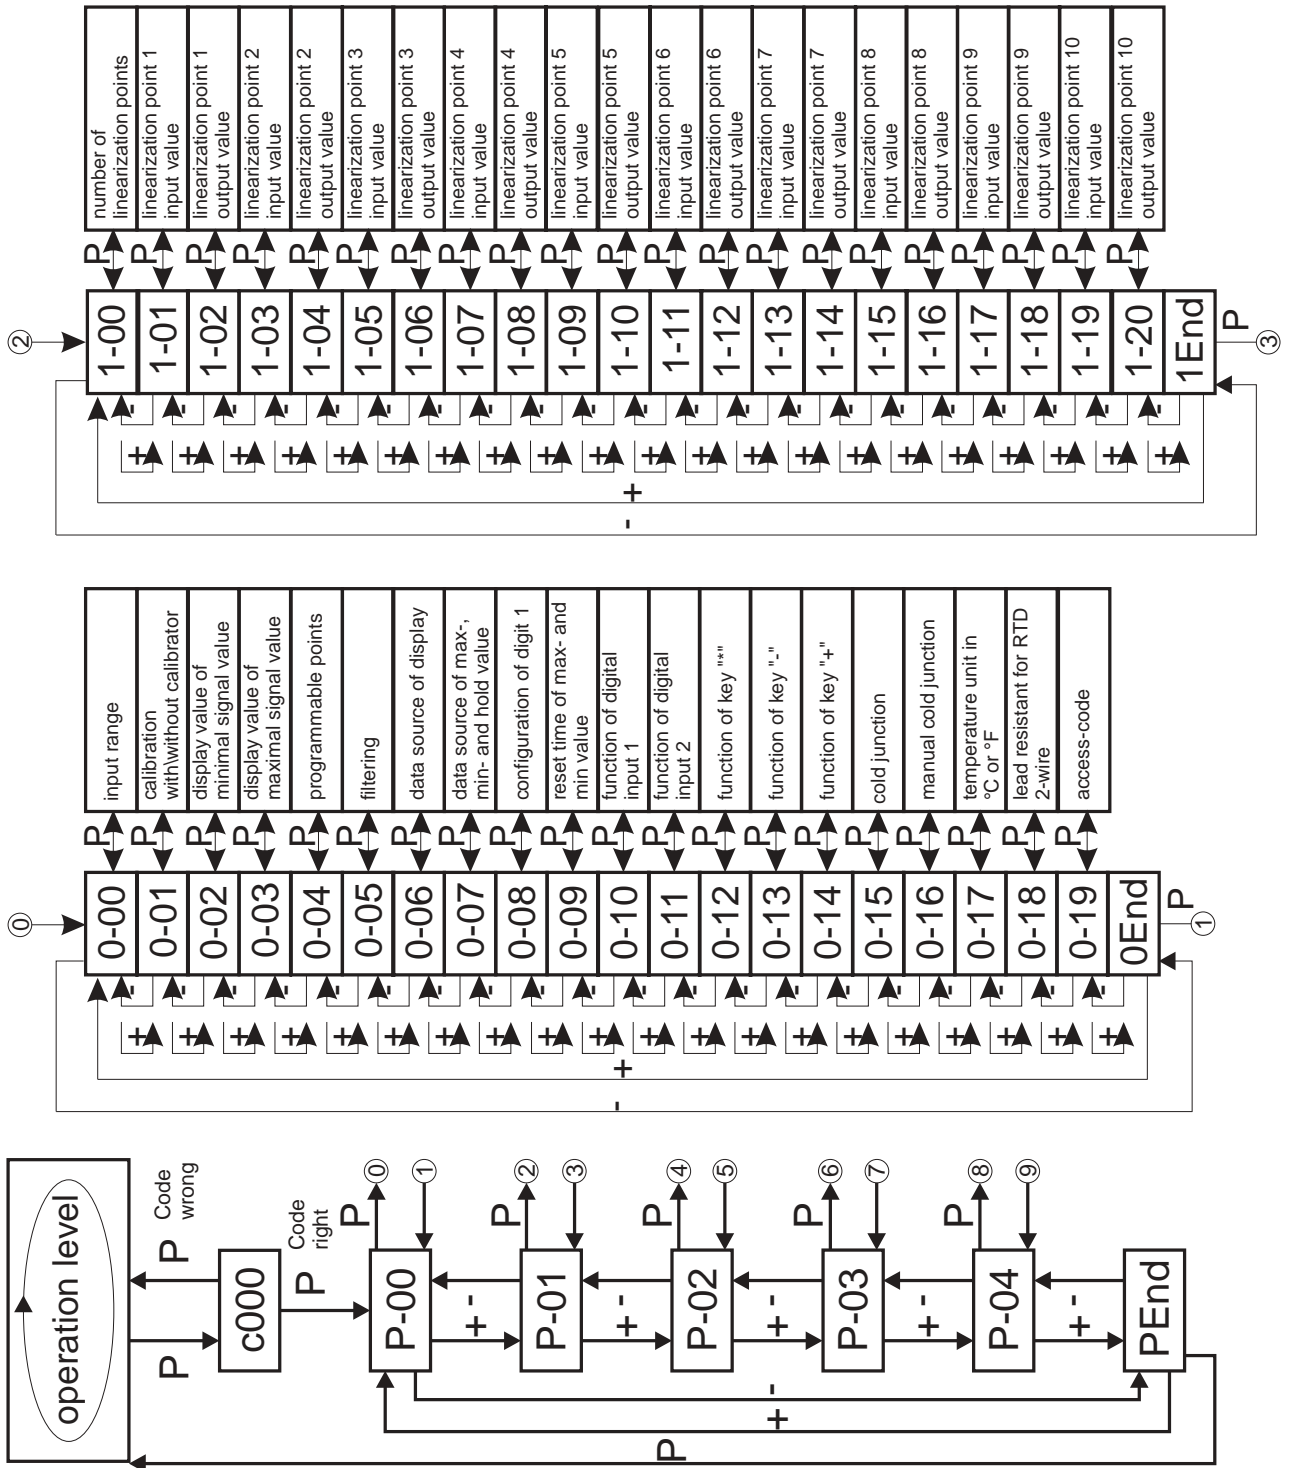 operation level
P
P
Code
wrong
c000
P
Code
right
P-00
P
⓪
①
+ -
P-01
P
②
③
+ -
P-02
P
④
⑤
+ -
P-03
P
⑥
⑦
+ -
P-04
P
⑧
⑨
+ -
PEnd
-
+
P
⓪
0-00
P
input range
+ -
0-01
P
calibration
with\without calibrator
+ -
0-02
P
display value of
minimal signal value
+ -
0-03
P
display value of
maximal signal value
+ -
0-04
P
programmable points
+ -
0-05
P
filtering
+ -
0-06
P
data source of display
+ -
0-07
P
data source of max-,
min- and hold value
+ -
0-08
P
configuration of digit 1
+ -
0-09
P
reset time of max- and
min value
+ -
0-10
P
function of digital
input 1
+ -
0-11
P
function of digital
input 2
+ -
0-12
P
function of key "*"
+ -
0-13
P
function of key "-"
+ -
0-14
P
function of key "+"
+ -
0-15
P
cold junction
+ -
0-16
P
manual cold junction
+ -
0-17
P
temperature unit in
°C or °F
+ -
0-18
P
lead resistant for RTD
2-wire
+ -
0-19
P
access-code
+ -
0End
P
①
+
-
②
1-00
P
number of
linearization points
+ -
1-01
P
linearization point 1
input value
+ -
1-02
P
linearization point 1
output value
+ -
1-03
P
linearization point 2
input value
+ -
1-04
P
linearization point 2
output value
+ -
1-05
P
linearization point 3
input value
+ -
1-06
P
linearization point 3
output value
+ -
1-07
P
linearization point 4
input value
+ -
1-08
P
linearization point 4
output value
+ -
1-09
P
linearization point 5
input value
+ -
1-10
P
linearization point 5
output value
+ -
1-11
P
linearization point 6
input value
+ -
1-12
P
linearization point 6
output value
+ -
1-13
P
linearization point 7
input value
+ -
1-14
P
linearization point 7
output value
+ -
1-15
P
linearization point 8
input value
+ -
1-16
P
linearization point 8
output value
+ -
1-17
P
linearization point 9
input value
+ -
1-18
P
linearization point 9
output value
+ -
1-19
P
linearization point 10
input value
+ -
1-20
P
linearization point 10
output value
+ -
1End
P
③
+
-